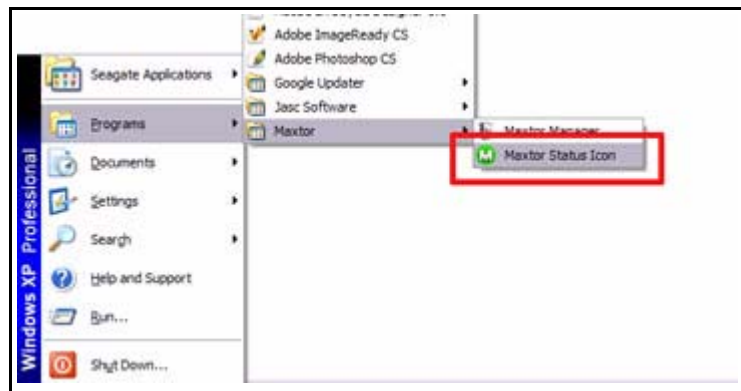 Adobe ImageReady CS
Adobe Photoshop CS
Google Updater
Jasc Software
Maxtor
Maxtor Manager
Maxtor Status Icon
Seagate Applications
Programs
Documents
Settings
Search
Help and Support
Run...
Shut Down...
Windows XP Professional